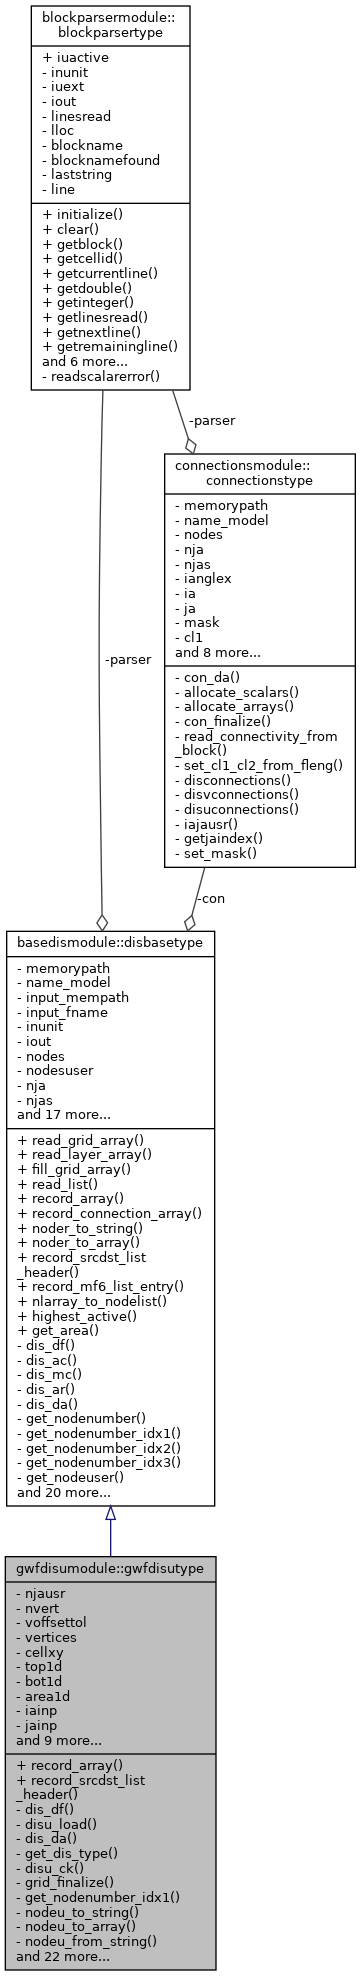 blockparsermodule::
blockparsertype
+ iuactive
- inunit
- iuext
- iout
- linesread
- lloc
- blockname
- blocknamefound
- laststring
- line
+ initialize()
+ clear()
+ getblock()
+ getcellid()
+ getcurrentline()
+ getdouble()
+ getinteger()
+ getlinesread()
+ getnextline()
+ getremainingline()
and 6 more...
- readscalarerror()
-parser
connectionsmodule::
connectionstype
- memorypath
- name_model
- nodes
- nja
- njas
- ianglex
- ia
- ja
- mask
- cl1
and 8 more...
- con_da()
- allocate_scalars()
- allocate_arrays()
- con_finalize()
- read_connectivity_from
_block()
- set_cl1_cl2_from_fleng()
- disconnections()
- disvconnections()
- disuconnections()
- iajausr()
- getjaindex()
- set_mask()
-parser
-con
basedismodule::disbasetype
- memorypath
- name_model
- input_mempath
- input_fname
- inunit
- iout
- nodes
- nodesuser
- nja
- njas
and 17 more...
+ read_grid_array()
+ read_layer_array()
+ fill_grid_array()
+ read_list()
+ record_array()
+ record_connection_array()
+ noder_to_string()
+ noder_to_array()
+ record_srcdst_list
_header()
+ record_mf6_list_entry()
+ nlarray_to_nodelist()
+ highest_active()
+ get_area()
- dis_df()
- dis_ac()
- dis_mc()
- dis_ar()
- dis_da()
- get_nodenumber()
- get_nodenumber_idx1()
- get_nodenumber_idx2()
- get_nodenumber_idx3()
- get_nodeuser()
and 20 more...
gwfdisumodule::gwfdisutype
- njausr
- nvert
- voffsettol
- vertices
- cellxy
- top1d
- bot1d
- area1d
- iainp
- jainp
and 9 more...
+ record_array()
+ record_srcdst_list
_header()
- dis_df()
- disu_load()
- dis_da()
- get_dis_type()
- disu_ck()
- grid_finalize()
- get_nodenumber_idx1()
- nodeu_to_string()
- nodeu_to_array()
- nodeu_from_string()
and 22 more...